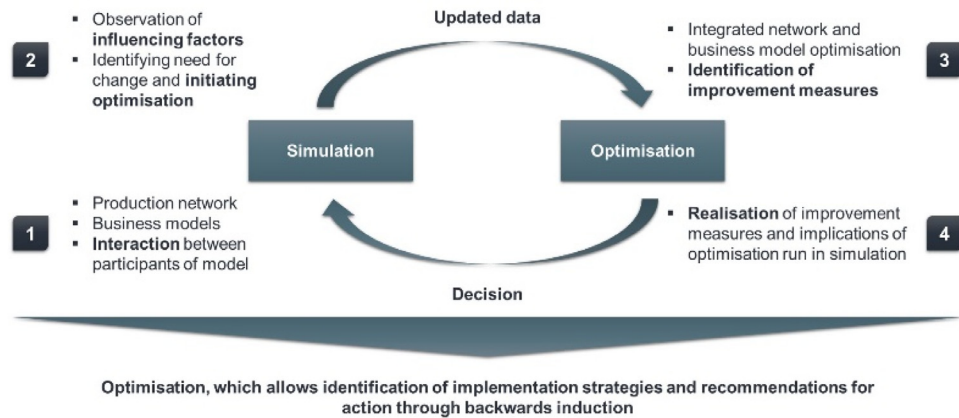 Updated data
2
▪ Observation of
influencing factors
▪ Identifying need for
change and initiating
optimisation
▪ Integrated network and
business model optimisation
▪ Identification of
improvement measures
3
Simulation
Optimisation
1
▪ Production network
▪ Business models
▪ Interaction between
participants of model
▪ Realisation of improvement
measures and implications of
optimisation run in simulation
4
Decision
Optimisation, which allows identification of implementation strategies and recommendations for
action through backwards induction